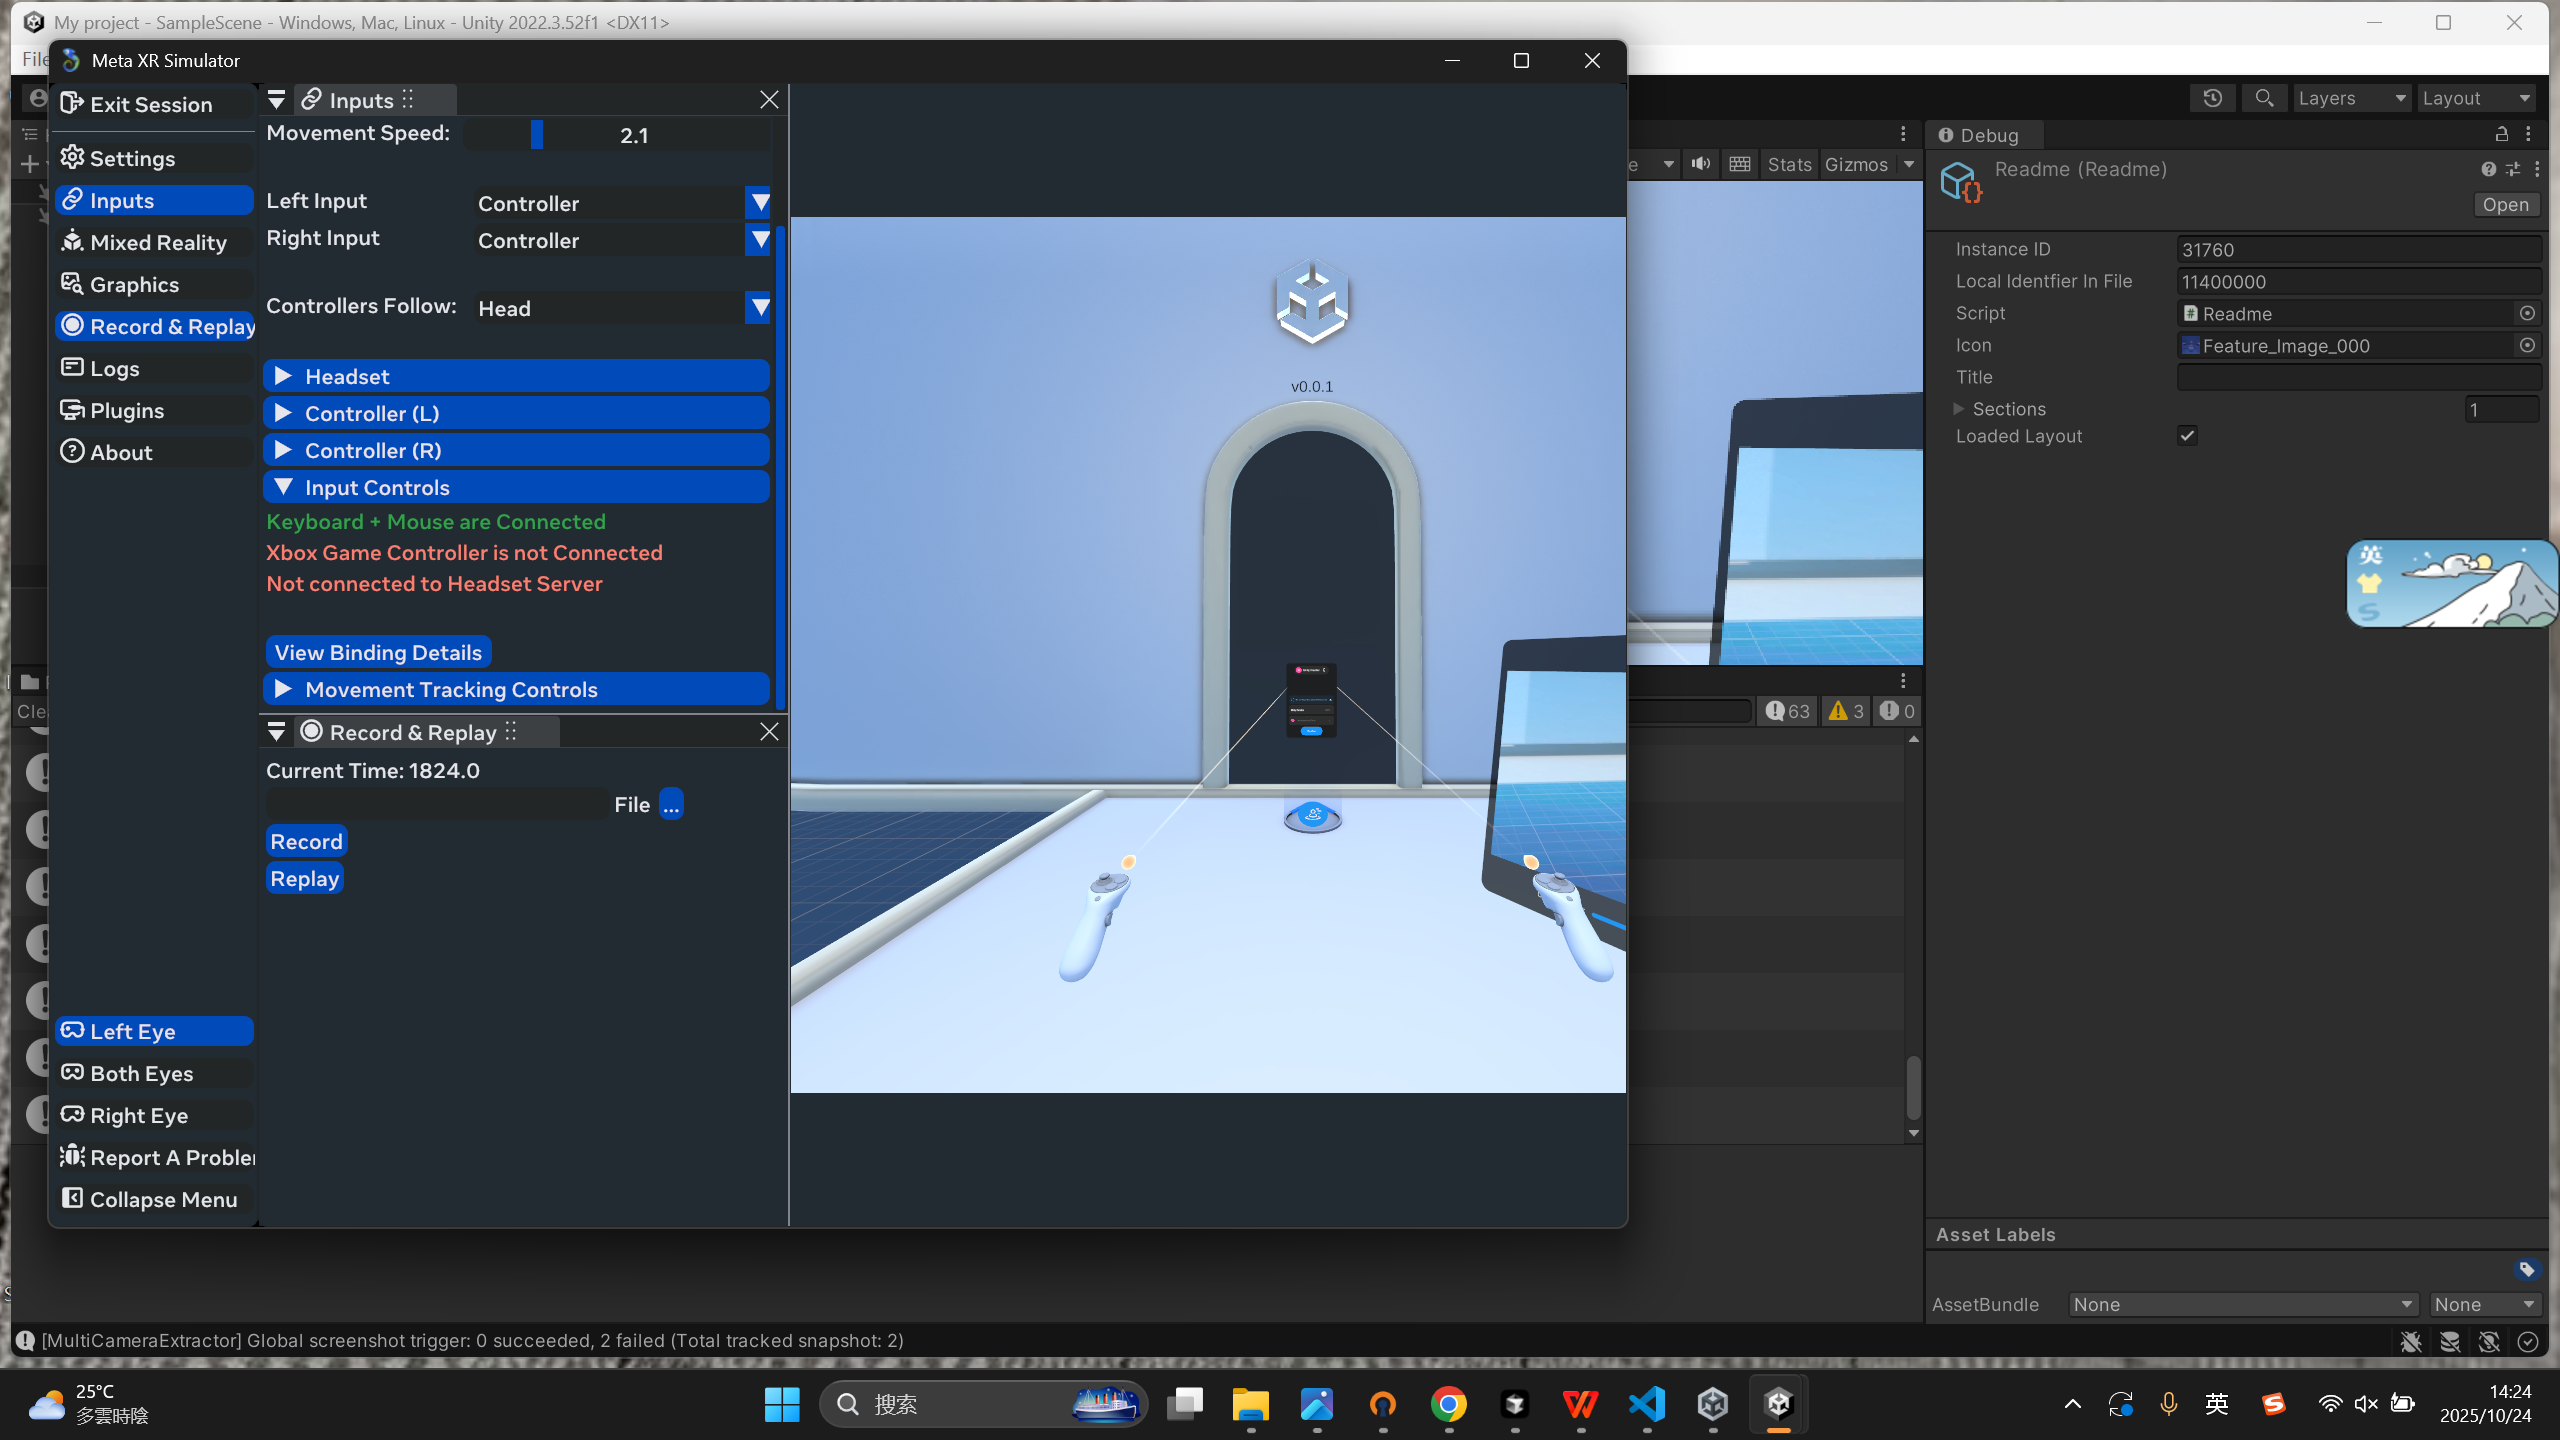 My project - SampleScene - Windows, Mac, Linux - Unity 2022.3.52f1 <DX11>
File
Meta XR Simulator
Exit Session
Settings
Inputs
Mixed Reality
Graphics
Record & Replay
Logs
Plugins
About
Left Eye
Both Eyes
Right Eye
Report A Proble
Collapse Menu
Inputs
Movement Speed: 2.1
Left Input Controller
Right Input Controller
Controllers Follow: Head
Headset
Controller (L)
Controller (R)
Input Controls
Keyboard + Mouse are Connected
Xbox Game Controller is not Connected
Not connected to Headset Server
View Binding Details
Movement Tracking Controls
Record & Replay
Current Time: 1824.0
File ...
Record
Replay
v0.0.1
Layers Layout
e Stats Gizmos
Cle
63 3 0
Debug
Readme (Readme)
Open
Instance ID 31760
Local Identfier In File 11400000
Script Readme
Icon Feature_Image_000
Title
Sections 1
Loaded Layout
英
Asset Labels
AssetBundle None None
[MultiCameraExtractor] Global screenshot trigger: 0 succeeded, 2 failed (Total tracked snapshot: 2)
25°C
多雲時陰
搜索
英
14:24
2025/10/24